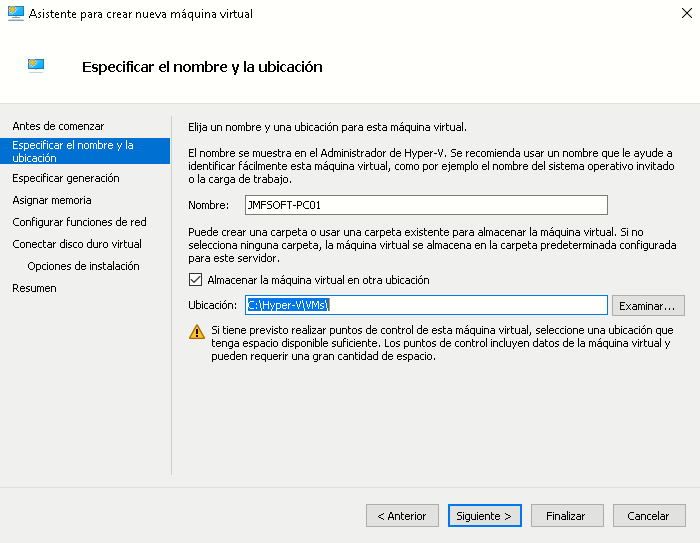 Asistente para crear nueva máquina virtual
Especificar el nombre y la ubicación
Antes de comenzar
Especificar el nombre y la
ubicación
Especificar generación
Asignar memoria
Configurar funciones de red
Conectar disco duro virtual
Opciones de instalación
Resumen
Elija un nombre y una ubicación para esta máquina virtual.
El nombre se muestra en el Administrador de Hyper-V. Se recomienda usar un nombre que le ayude a
identificar fácilmente esta máquina virtual, como por ejemplo el nombre del sistema operativo invitado
o la carga de trabajo.
Nombre: JMFSOFT-PC01
Puede crear una carpeta o usar una carpeta existente para almacenar la máquina virtual. Si no
selecciona ninguna carpeta, la máquina virtual se almacena en la carpeta predeterminada configurada
para este servidor.
Almacenar la máquina virtual en otra ubicación
Ubicación: C:\Hyper-V\VMs\ Examinar...
Si tiene previsto realizar puntos de control de esta máquina virtual, seleccione una ubicación que
tenga espacio disponible suficiente. Los puntos de control incluyen datos de la máquina virtual y
pueden requerir una gran cantidad de espacio.
< Anterior Siguiente > Finalizar Cancelar